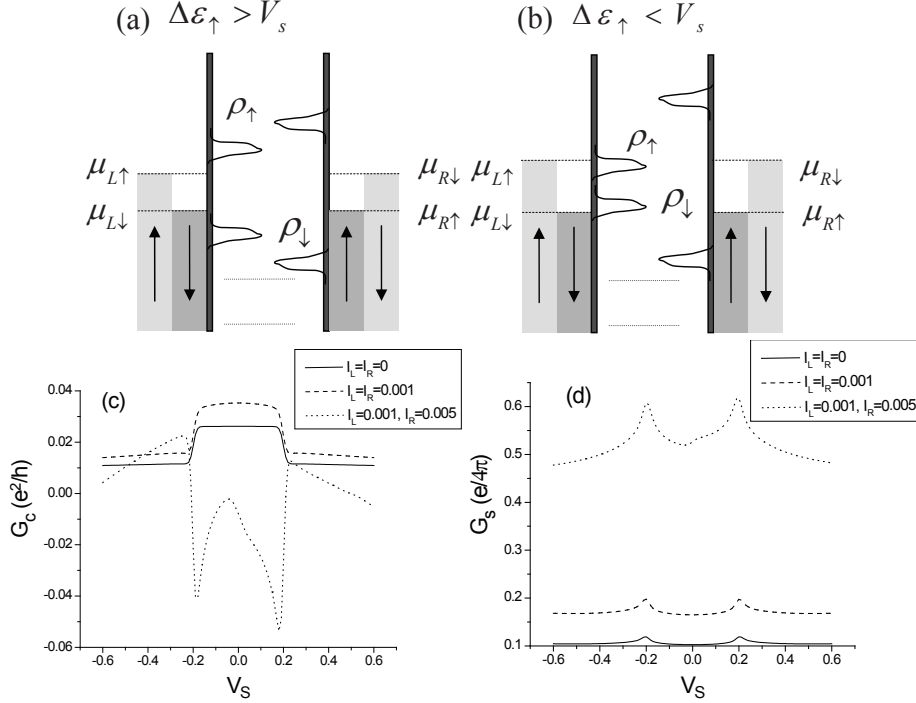 (a) Δε↑ > Vs
(b) Δε↑ < Vs
ρ↑
ρ↑
μL↑
μR↓
μL↑
μR↓
μL↓
ρ↓
μR↑
μL↓
ρ↓
μR↑
(c)
IL=IR=0
IL=IR=0.001
IL=0.001, IR=0.005
0.04
0.02
0.00
-0.02
-0.04
-0.06
Gc (e²/h)
-0.6 -0.4 -0.2 0.0 0.2 0.4 0.6
VS
(d)
IL=IR=0
IL=IR=0.001
IL=0.001, IR=0.005
0.6
0.5
0.4
0.3
0.2
0.1
Gs (e/4π)
-0.6 -0.4 -0.2 0.0 0.2 0.4 0.6
VS